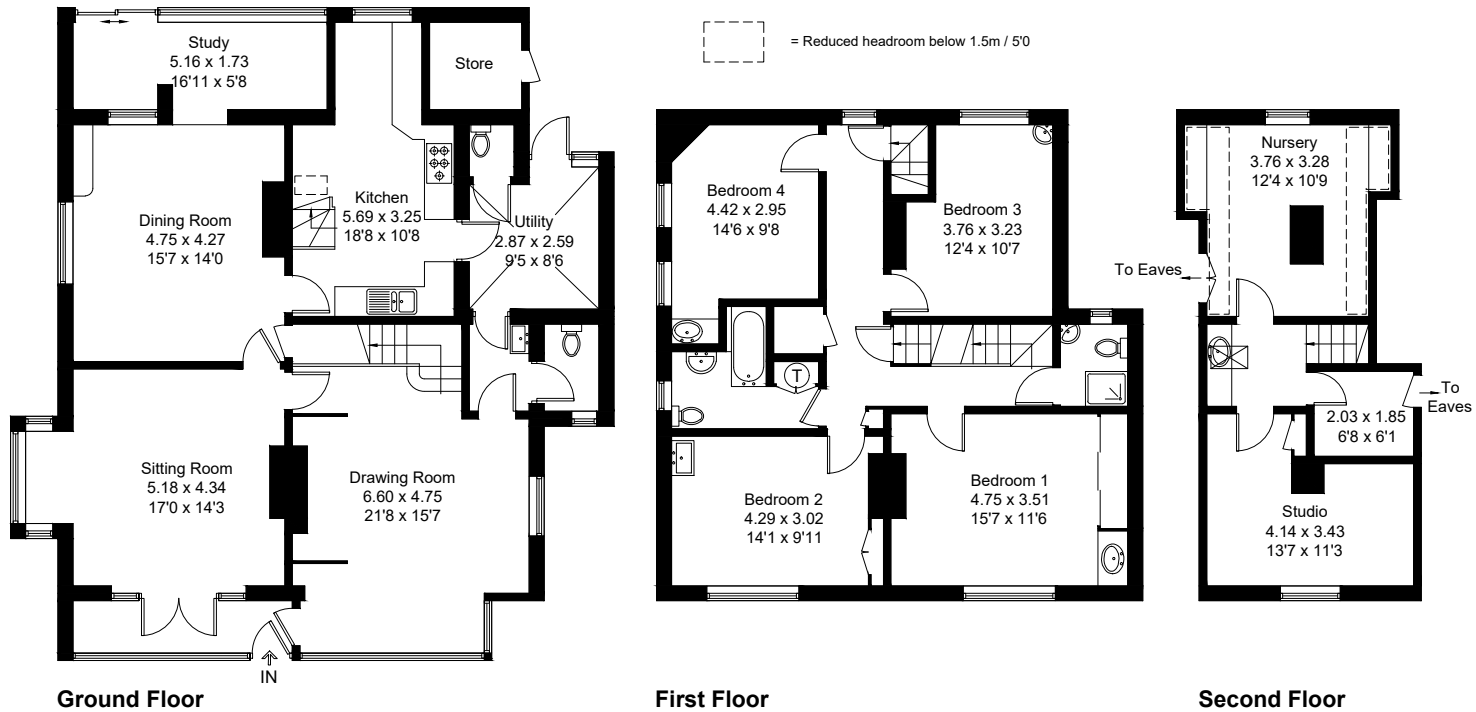 Study
5.16 x 1.73
16'11 x 5'8
Store
= Reduced headroom below 1.5m / 5'0
Dining Room
4.75 x 4.27
15'7 x 14'0
Kitchen
5.69 x 3.25
18'8 x 10'8
Utility
2.87 x 2.59
9'5 x 8'6
Sitting Room
5.18 x 4.34
17'0 x 14'3
Drawing Room
6.60 x 4.75
21'8 x 15'7
IN
Ground Floor
Bedroom 4
4.42 x 2.95
14'6 x 9'8
Bedroom 3
3.76 x 3.23
12'4 x 10'7
T
Bedroom 2
4.29 x 3.02
14'1 x 9'11
Bedroom 1
4.75 x 3.51
15'7 x 11'6
First Floor
Nursery
3.76 x 3.28
12'4 x 10'9
To Eaves
To
Eaves
2.03 x 1.85
6'8 x 6'1
Studio
4.14 x 3.43
13'7 x 11'3
Second Floor